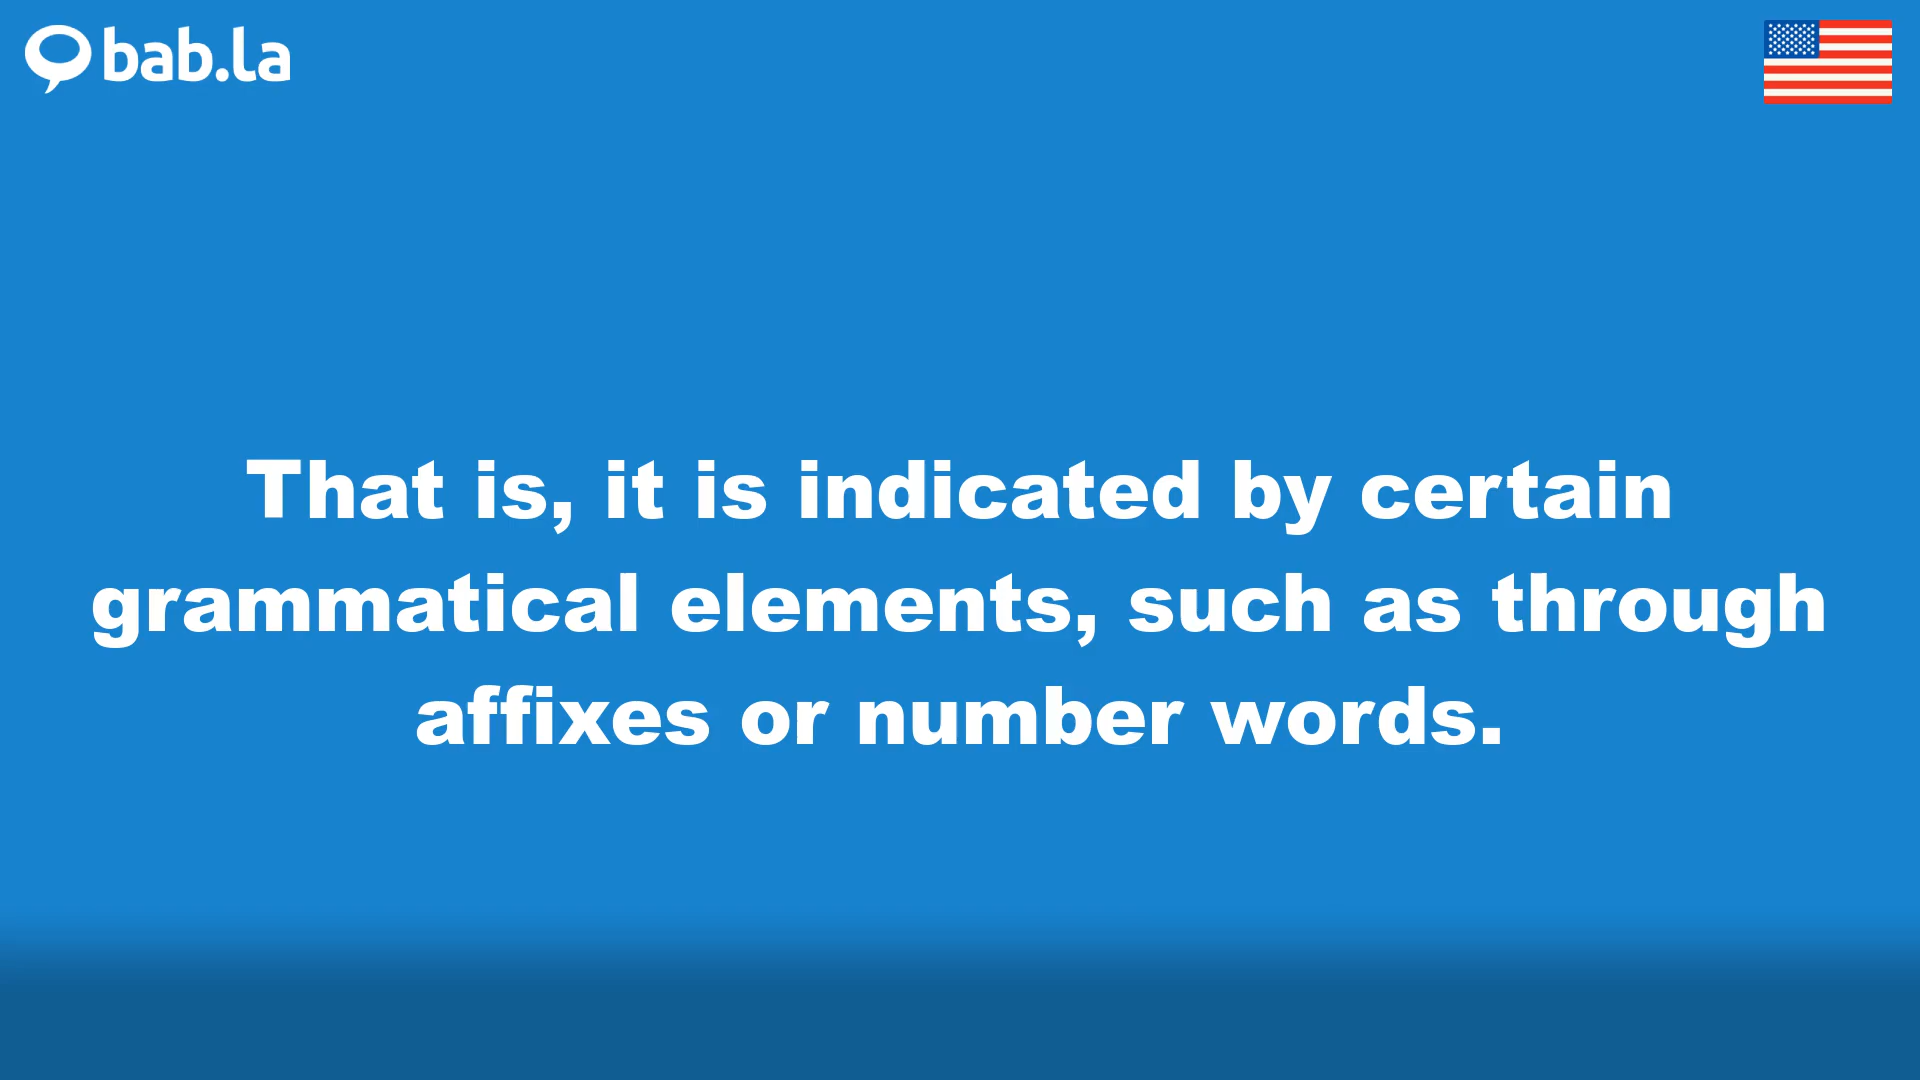 bab.la
That is, it is indicated by certain
grammatical elements, such as through
affixes or number words.